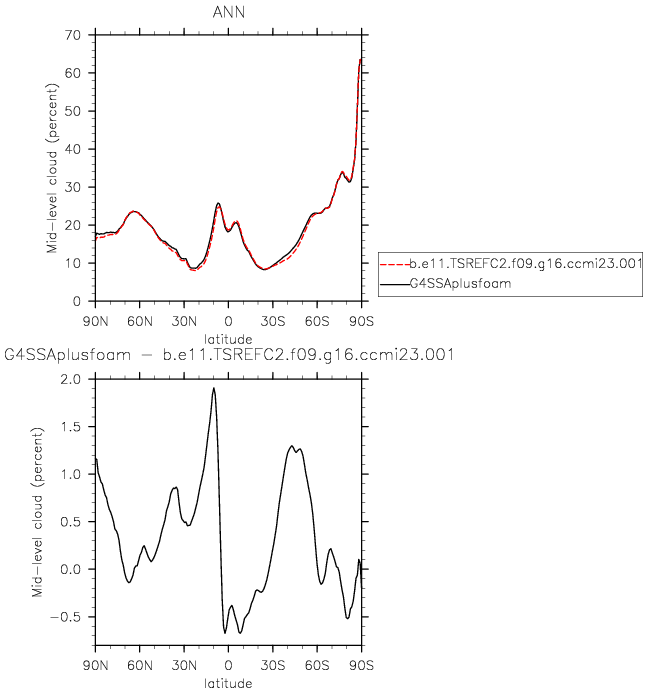 ANN
70
60
50
40
30
20
10
0
Mid-level cloud (percent)
90N 60N 30N 0 30S 60S 90S
latitude
b.e11.TSREFC2.f09.g16.ccmi23.001
G4SSAplusfoam
G4SSAplusfoam - b.e11.TSREFC2.f09.g16.ccmi23.001
2.0
1.5
1.0
0.5
0.0
-0.5
Mid-level cloud (percent)
90N 60N 30N 0 30S 60S 90S
latitude